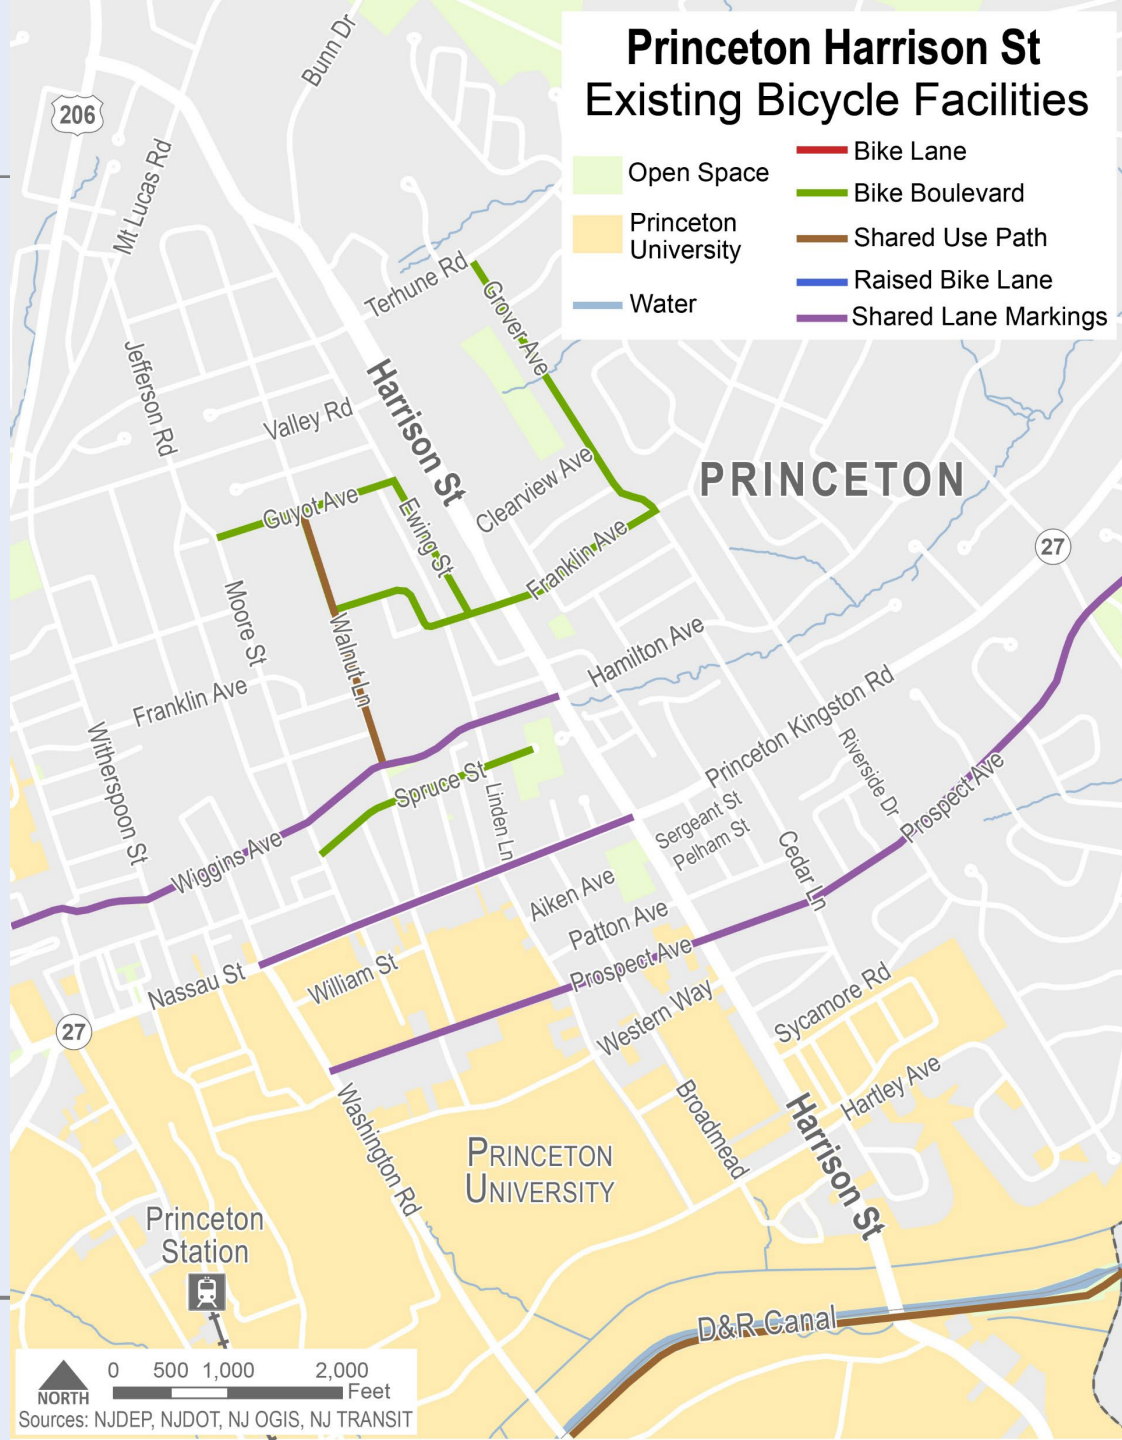 Princeton Harrison St
Existing Bicycle Facilities
Open Space
Princeton
University
Water
Bike Lane
Bike Boulevard
Shared Use Path
Raised Bike Lane
Shared Lane Markings
Bunn Dr
206
Mt Lucas Rd
Terhune Rd
Grover Ave
Jefferson Rd
Harrison St
Valley Rd
Clearview Ave
PRINCETON
Guyot Ave
Ewing St
Franklin Ave
27
Moore St
Walnut Ln
Hamilton Ave
Franklin Ave
Princeton Kingston Rd
Witherspoon St
Riverside Dr
Prospect Ave
Spruce St
Linden Ln
Sergeant St
Pelham St
Wiggins Ave
Cedar Ln
Aiken Ave
Patton Ave
Prospect Ave
Nassau St
William St
Western Way
Sycamore Rd
27
Washington Rd
Broadmead
Hartley Ave
Harrison St
PRINCETON
UNIVERSITY
Princeton
Station
D&R Canal
NORTH
0 500 1,000 2,000
Feet
Sources: NJDEP, NJDOT, NJ OGIS, NJ TRANSIT